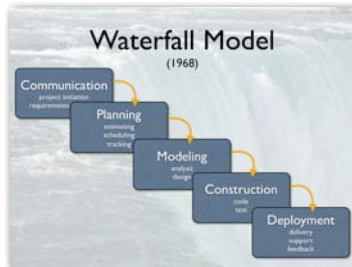 Waterfall Model
(1968)
Communication
project initiation
requirements
Planning
estimating
scheduling
tracking
Modeling
analysis
design
Construction
code
test
Deployment
delivery
support
feedback